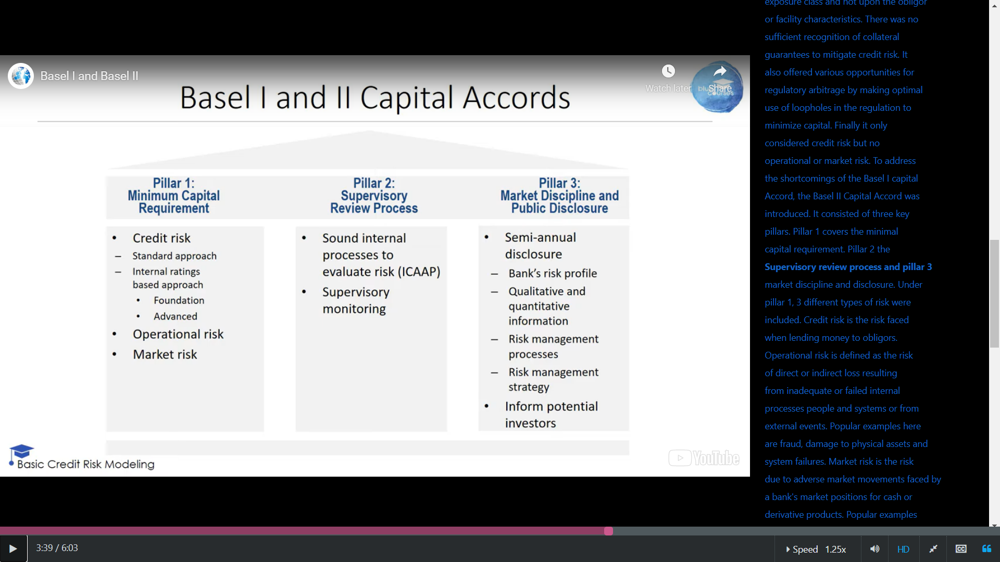 Basel I and Basel II
Watch later
Share
blu
courses
Basel I and II Capital Accords
Pillar 1:
Minimum Capital
Requirement
Pillar 2:
Supervisory
Review Process
Pillar 3:
Market Discipline and
Public Disclosure
• Credit risk
– Standard approach
– Internal ratings
based approach
• Foundation
• Advanced
• Operational risk
• Market risk
• Sound internal
processes to
evaluate risk (ICAAP)
• Supervisory
monitoring
• Semi-annual
disclosure
– Bank's risk profile
– Qualitative and
quantitative
information
– Risk management
processes
– Risk management
strategy
• Inform potential
investors
Basic Credit Risk Modeling
YouTube
exposure class and not upon the obligor
or facility characteristics. There was no
sufficient recognition of collateral
guarantees to mitigate credit risk. It
also offered various opportunities for
regulatory arbitrage by making optimal
use of loopholes in the regulation to
minimize capital. Finally it only
considered credit risk but no
operational or market risk. To address
the shortcomings of the Basel I capital
Accord, the Basel II Capital Accord was
introduced. It consisted of three key
pillars. Pillar 1 covers the minimal
capital requirement. Pillar 2 the
Supervisory review process and pillar 3
market discipline and disclosure. Under
pillar 1, 3 different types of risk were
included. Credit risk is the risk faced
when lending money to obligors.
Operational risk is defined as the risk
of direct or indirect loss resulting
from inadequate or failed internal
processes people and systems or from
external events. Popular examples here
are fraud, damage to physical assets and
system failures. Market risk is the risk
due to adverse market movements faced by
a bank's market positions for cash or
derivative products. Popular examples
3:39 / 6:03
Speed 1.25x
HD
CC